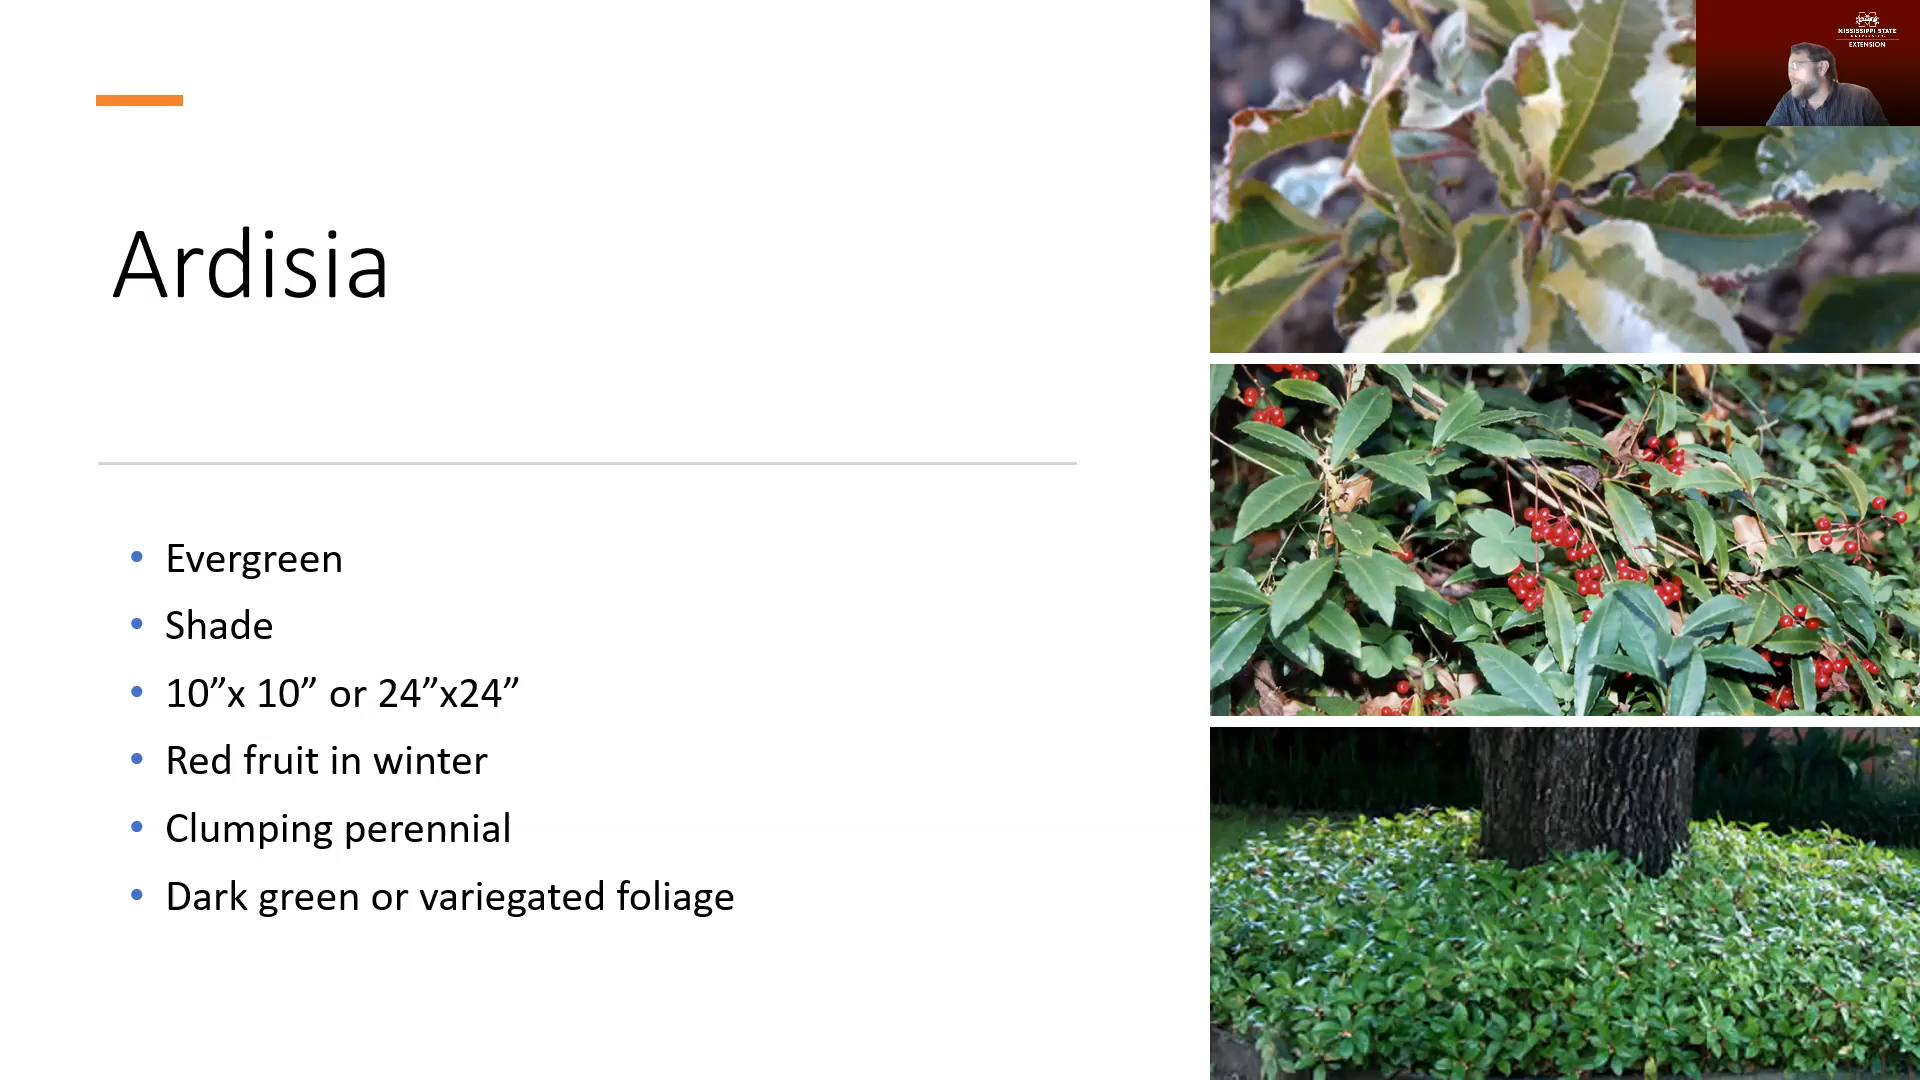 MISSISSIPPI STATE
UNIVERSITY
EXTENSION
Ardisia
• Evergreen
• Shade
• 10”x 10” or 24”x24”
• Red fruit in winter
• Clumping perennial
• Dark green or variegated foliage